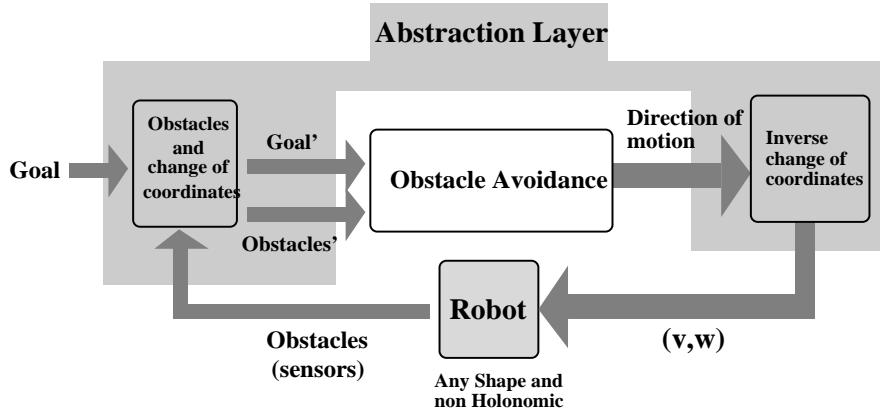 Abstraction Layer
Goal
Obstacles
and
change of
coordinates
Goal’
Obstacles’
Obstacle Avoidance
Direction of
motion
Inverse
change of
coordinates
(v,w)
Robot
Any Shape and
non Holonomic
Obstacles
(sensors)